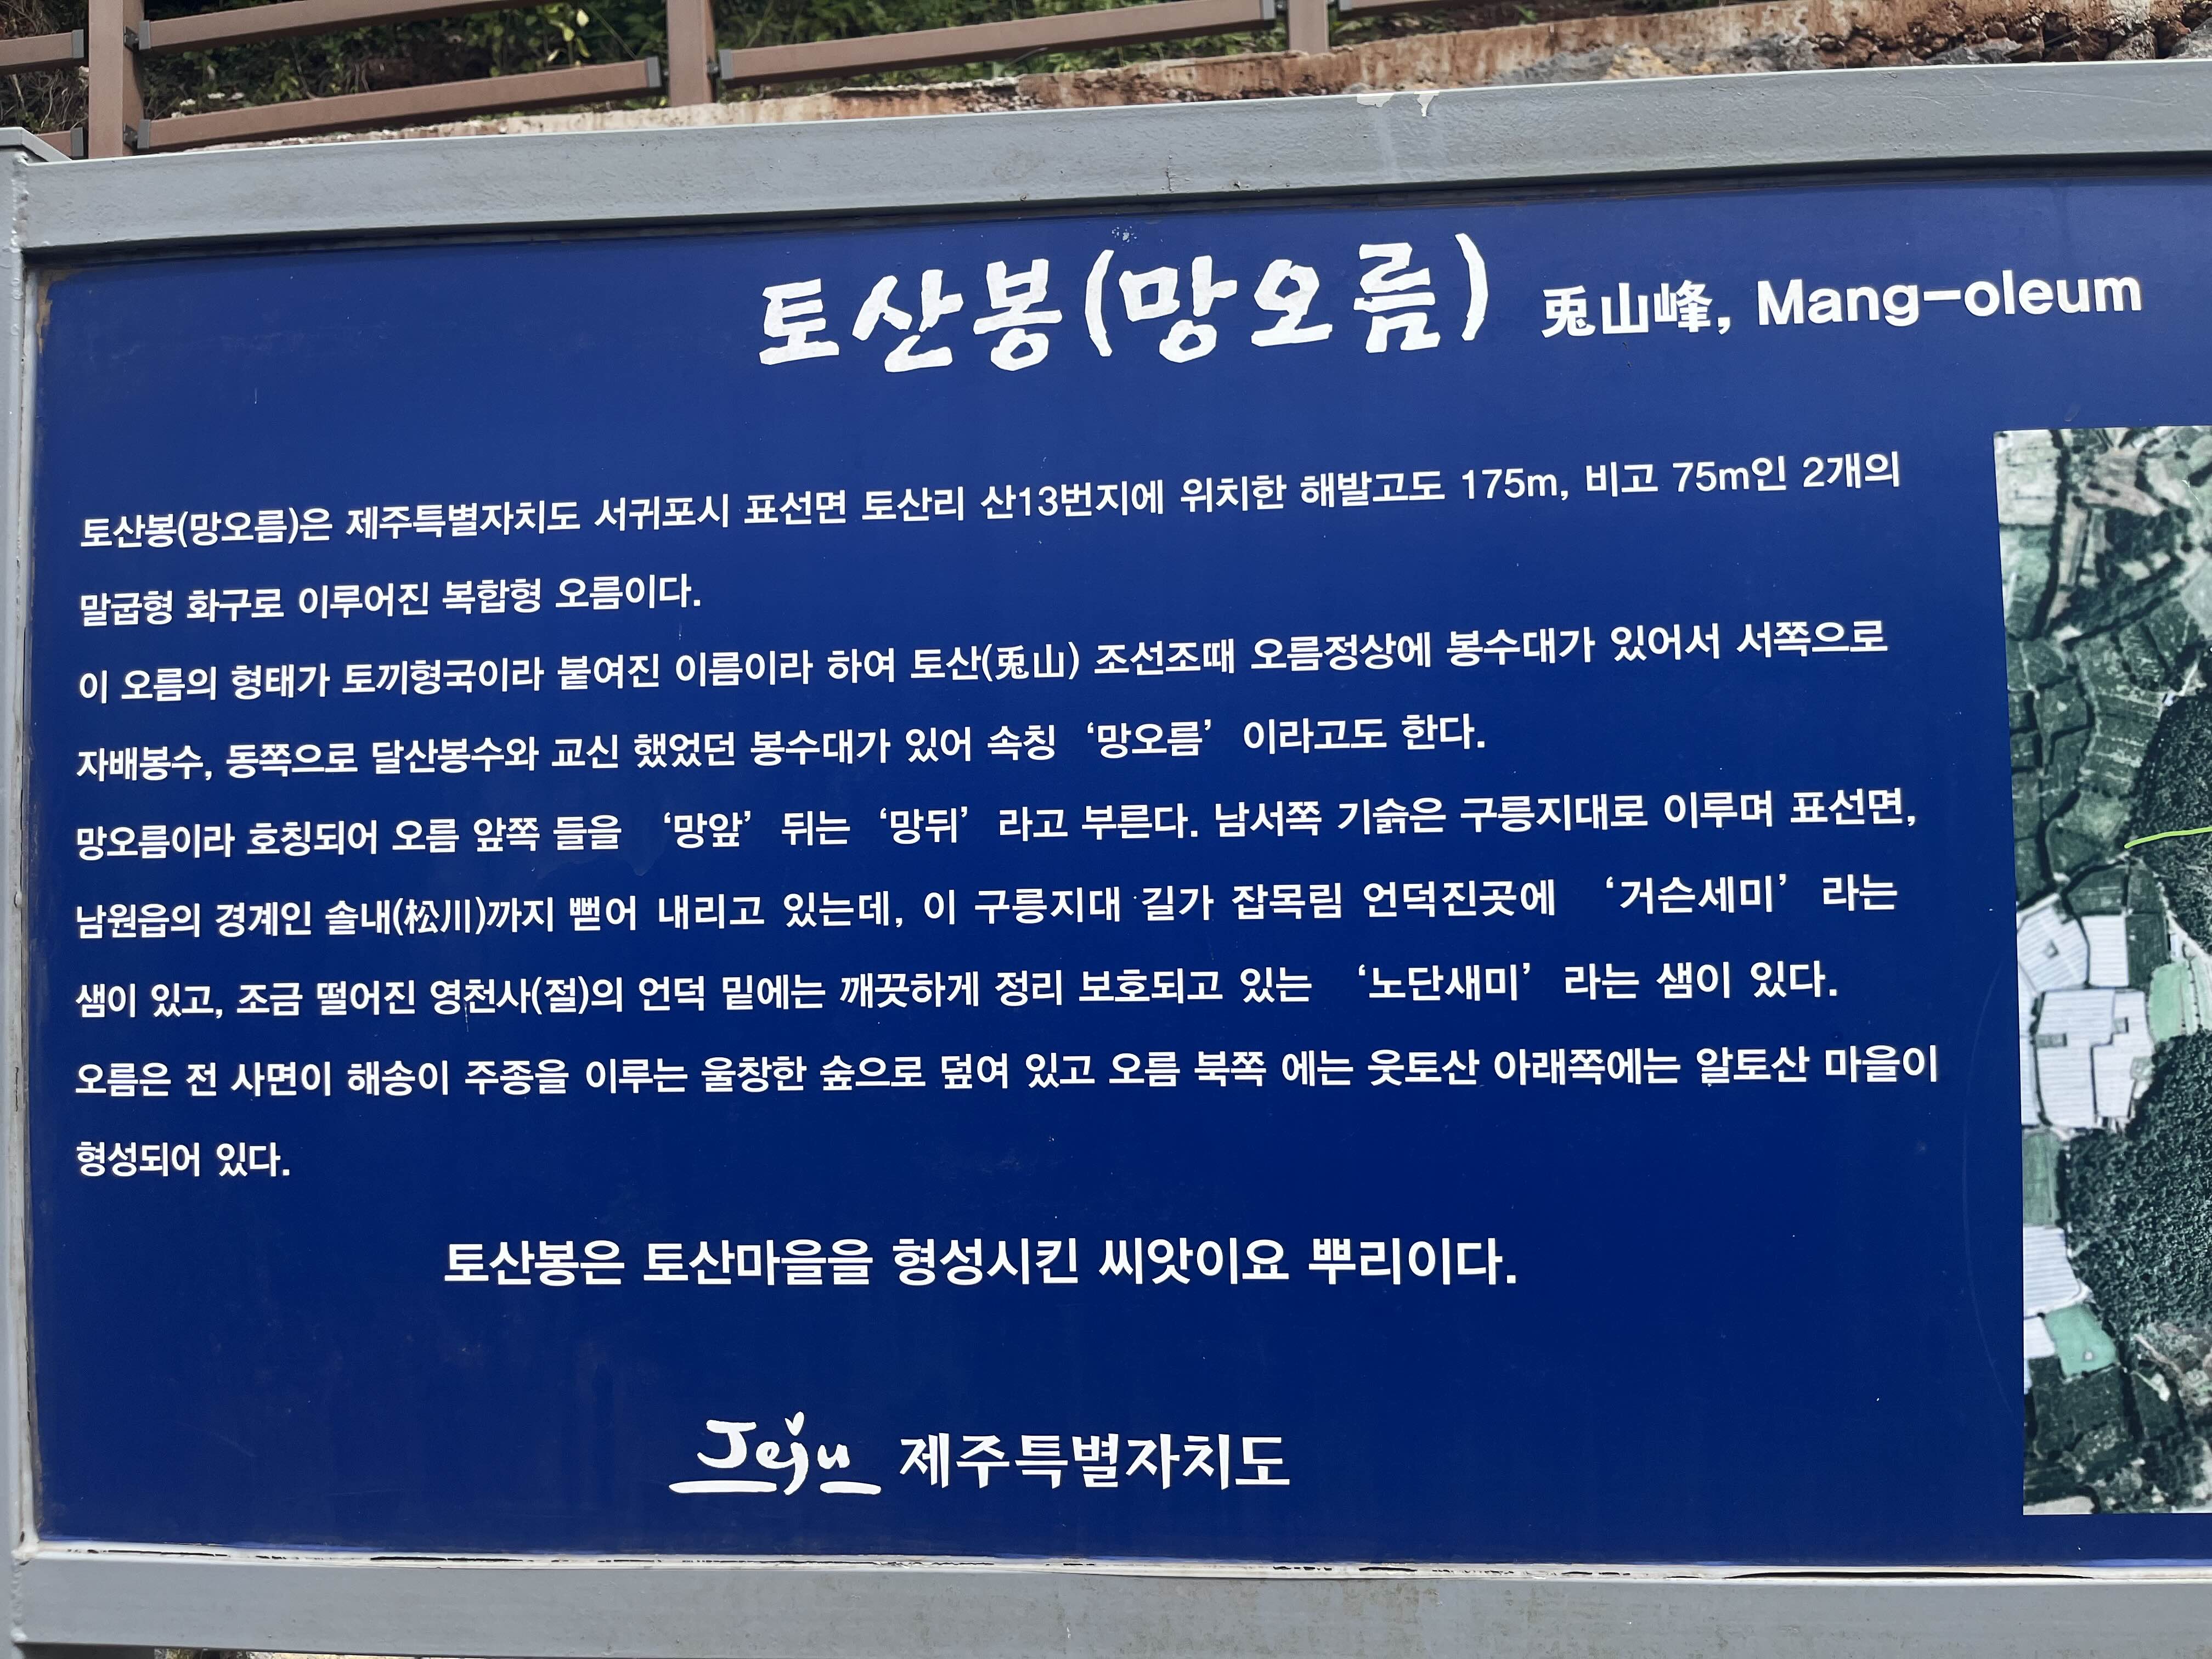 토산봉(망오름) 兎山峰, Mang-oleum
토산봉(망오름)은 제주특별자치도 서귀포시 표선면 토산리 산13번지에 위치한 해발고도 175m, 비고 75m인 2개의
말굽형 화구로 이루어진 복합형 오름이다.
이 오름의 형태가 토끼형국이라 붙여진 이름이라 하여 토산(兎山) 조선조때 오름정상에 봉수대가 있어서 서쪽으로
자배봉수, 동쪽으로 달산봉수와 교신 했었던 봉수대가 있어 속칭 ‘망오름’ 이라고도 한다.
망오름이라 호칭되어 오름 앞쪽 들을 ‘망앞’ 뒤는 ‘망뒤’ 라고 부른다. 남서쪽 기슭은 구릉지대로 이루며 표선면,
남원읍의 경계인 솔내(松川)까지 뻗어 내리고 있는데, 이 구릉지대 길가 잡목림 언덕진곳에 ‘거슨세미’ 라는
샘이 있고, 조금 떨어진 영천사(절)의 언덕 밑에는 깨끗하게 정리 보호되고 있는 ‘노단새미’ 라는 샘이 있다.
오름은 전 사면이 해송이 주종을 이루는 울창한 숲으로 덮여 있고 오름 북쪽 에는 웃토산 아래쪽에는 알토산 마을이
형성되어 있다.
토산봉은 토산마을을 형성시킨 씨앗이요 뿌리이다.
Jeju 제주특별자치도